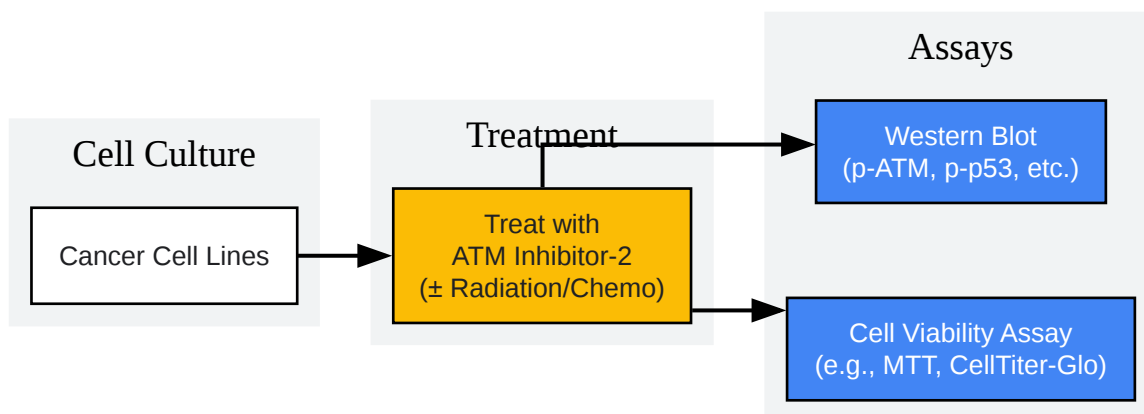 Cell Culture
Cancer Cell Lines
Treatment
Treat with
ATM Inhibitor-2
(± Radiation/Chemo)
Assays
Western Blot
(p-ATM, p-p53, etc.)
Cell Viability Assay
(e.g., MTT, CellTiter-Glo)